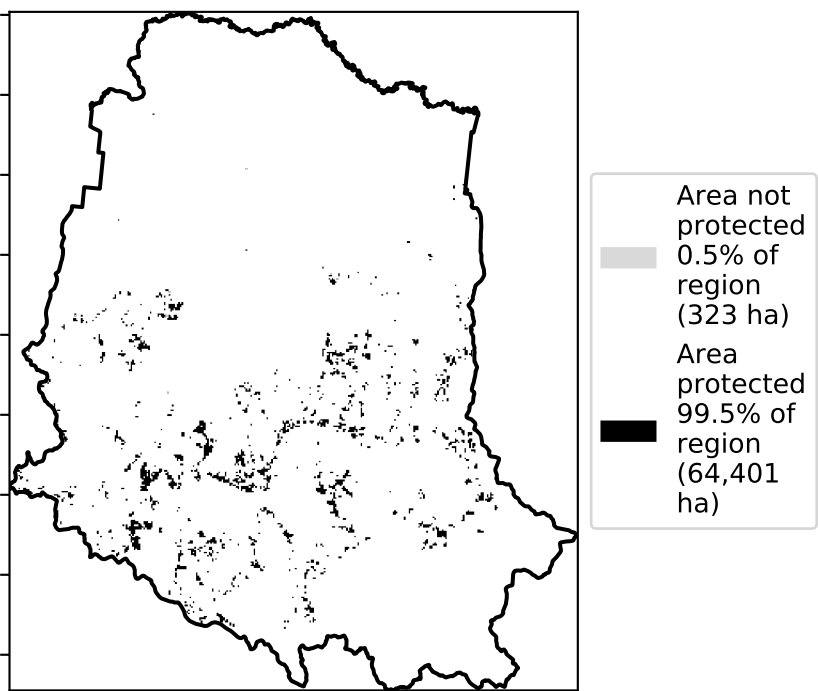 Area not
protected
0.5% of
region
(323 ha)
Area
protected
99.5% of
region
(64,401
ha)